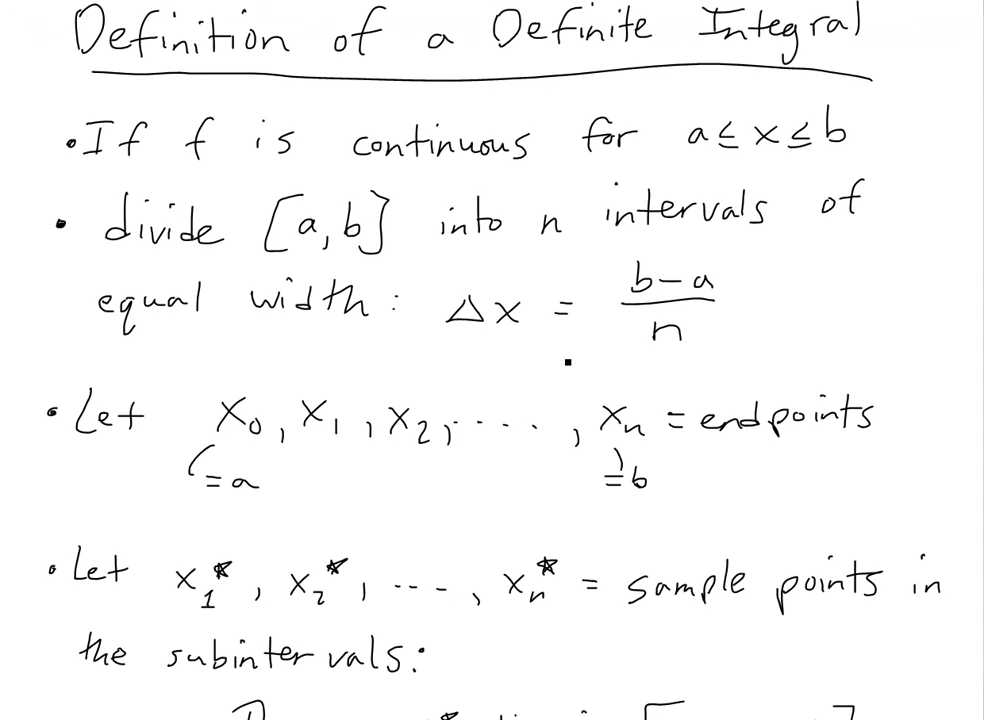 Definition of a Definite Integral
• If f is continuous for a ≤ x ≤ b
• divide [a, b] into n intervals of
equal width: Δx = (b-a)/n
• Let x₀, x₁, x₂, ...., xₙ = endpoints
= a = b
• Let x₁*, x₂*, ..., xₙ* = sample points in
the subintervals: